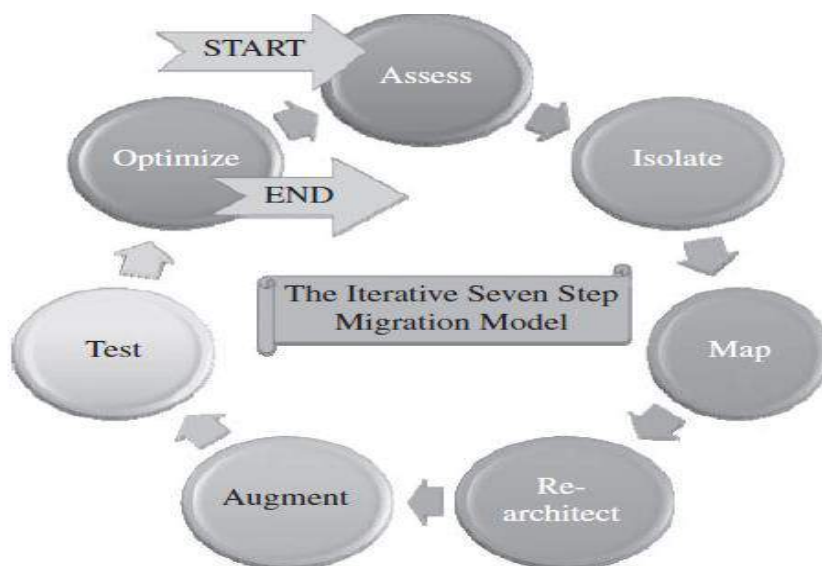 START
Assess
Isolate
Map
Re-
architect
Augment
Test
Optimize
END
The Iterative Seven Step
Migration Model